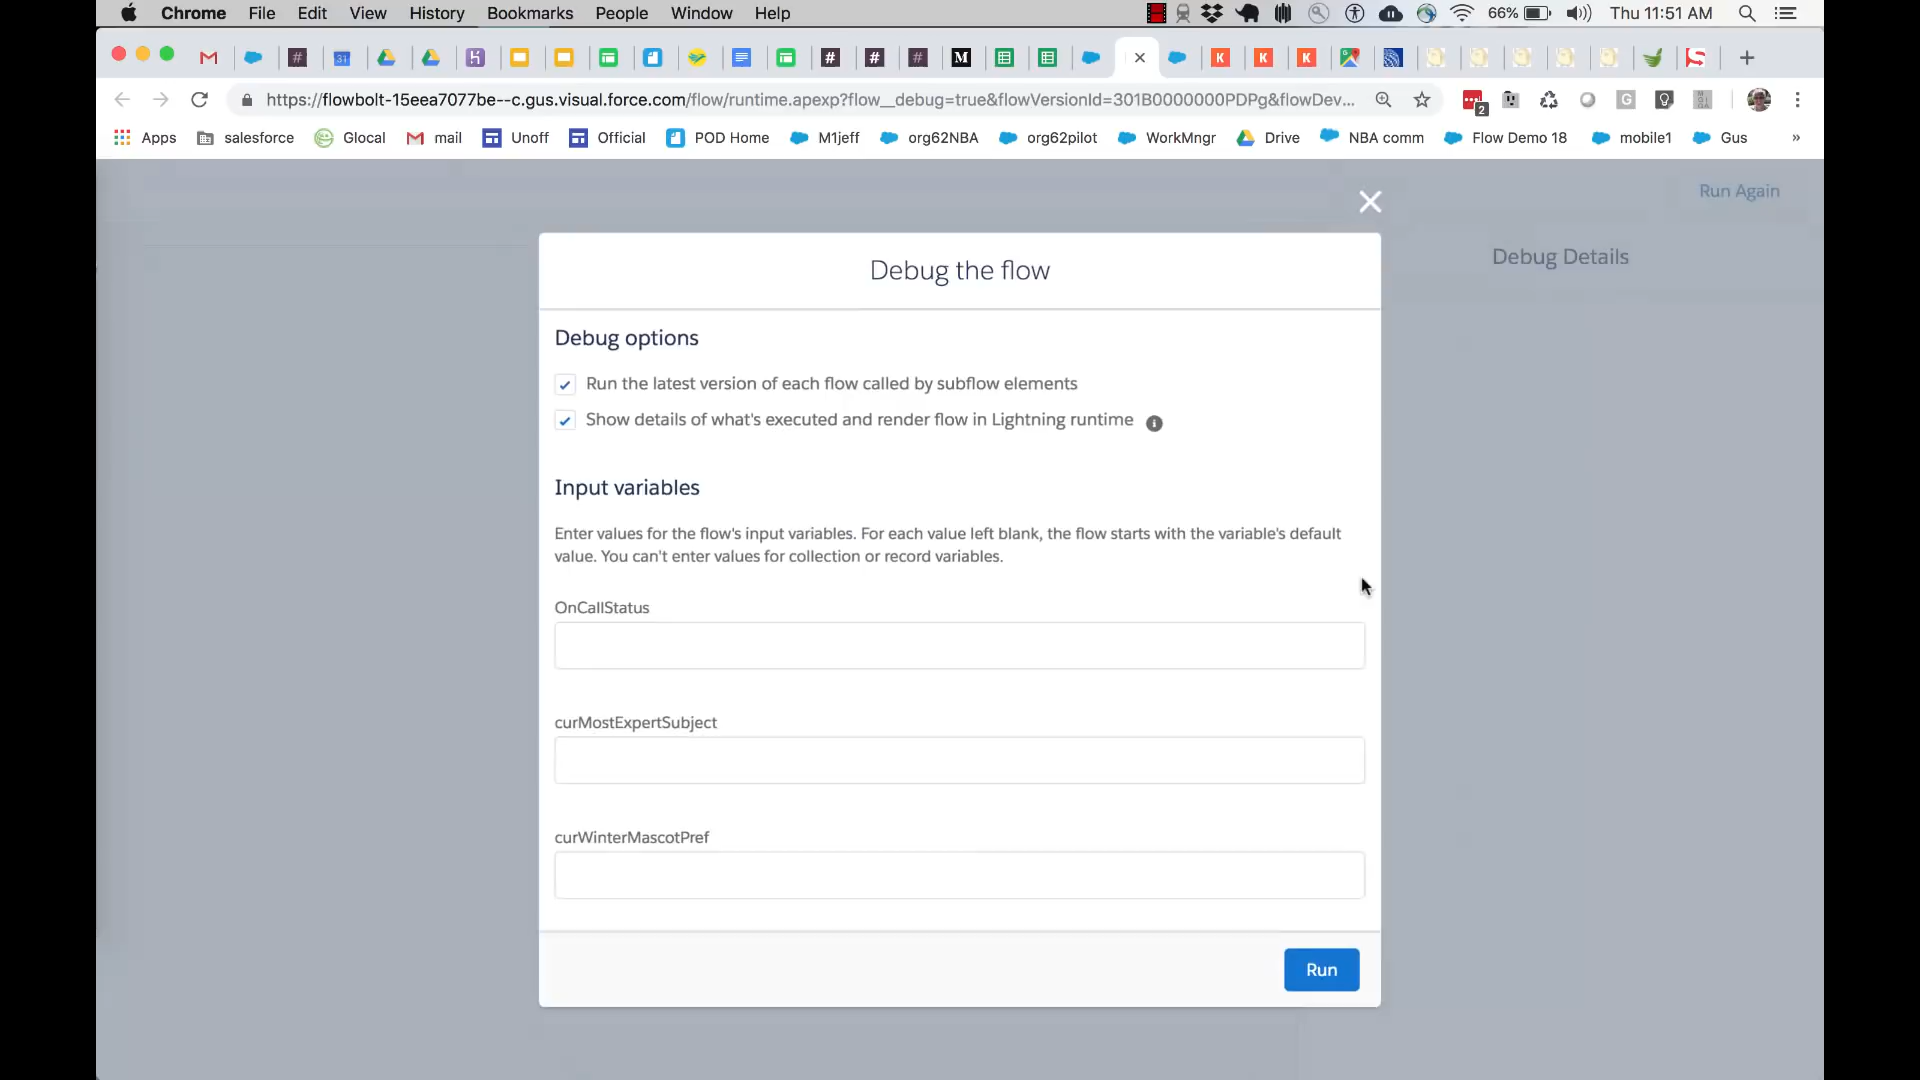 Chrome File Edit View History Bookmarks People Window Help 66% Thu 11:51 AM
https://flowbolt-15eea7077be--c.gus.visual.force.com/flow/runtime.apexp?flow__debug=true&flowVersionId=301B0000000PDPg&flowDev...
Apps salesforce Glocal mail Unoff Official POD Home M1jeff org62NBA org62pilot WorkMngr Drive NBA comm Flow Demo 18 mobile1 Gus »
Run Again
Debug the flow
Debug Details
Debug options
Run the latest version of each flow called by subflow elements
Show details of what's executed and render flow in Lightning runtime
Input variables
Enter values for the flow's input variables. For each value left blank, the flow starts with the variable's default
value. You can't enter values for collection or record variables.
OnCallStatus
curMostExpertSubject
curWinterMascotPref
Run